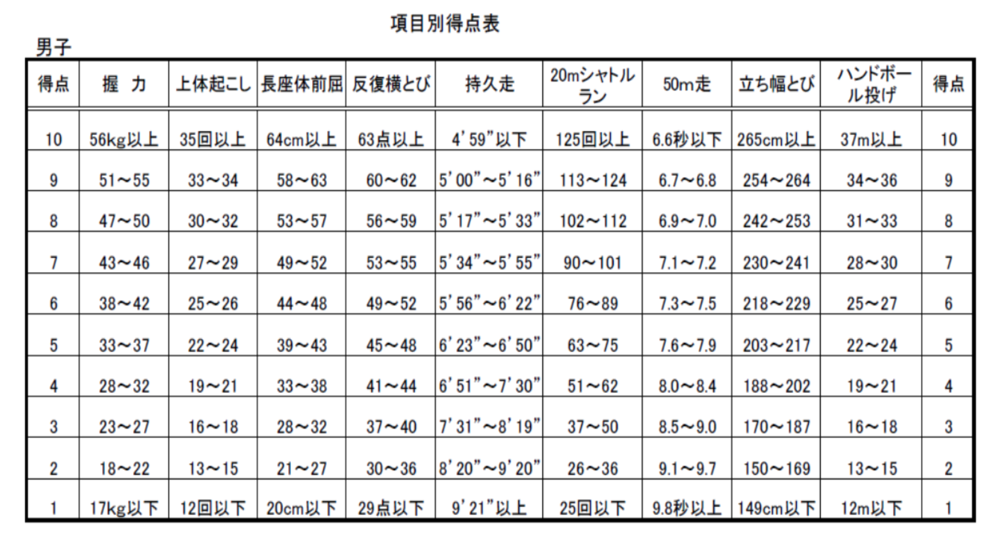 項目別得点表
男子
得点 握 力 上体起こし 長座体前屈 反復横とび 持久走 20mシャトルラン 50m走 立ち幅とび ハンドボール投げ 得点
10 56kg以上 35回以上 64cm以上 63点以上 4’59”以下 125回以上 6.6秒以下 265cm以上 37m以上 10
9 51～55 33～34 58～63 60～62 5’00”～5’16” 113～124 6.7～6.8 254～264 34～36 9
8 47～50 30～32 53～57 56～59 5’17”～5’33” 102～112 6.9～7.0 242～253 31～33 8
7 43～46 27～29 49～52 53～55 5’34”～5’55” 90～101 7.1～7.2 230～241 28～30 7
6 38～42 25～26 44～48 49～52 5’56”～6’22” 76～89 7.3～7.5 218～229 25～27 6
5 33～37 22～24 39～43 45～48 6’23”～6’50” 63～75 7.6～7.9 203～217 22～24 5
4 28～32 19～21 33～38 41～44 6’51”～7’30” 51～62 8.0～8.4 188～202 19～21 4
3 23～27 16～18 28～32 37～40 7’31”～8’19” 37～50 8.5～9.0 170～187 16～18 3
2 18～22 13～15 21～27 30～36 8’20”～9’20” 26～36 9.1～9.7 150～169 13～15 2
1 17kg以下 12回以下 20cm以下 29点以下 9’21”以上 25回以下 9.8秒以上 149cm以下 12m以下 1